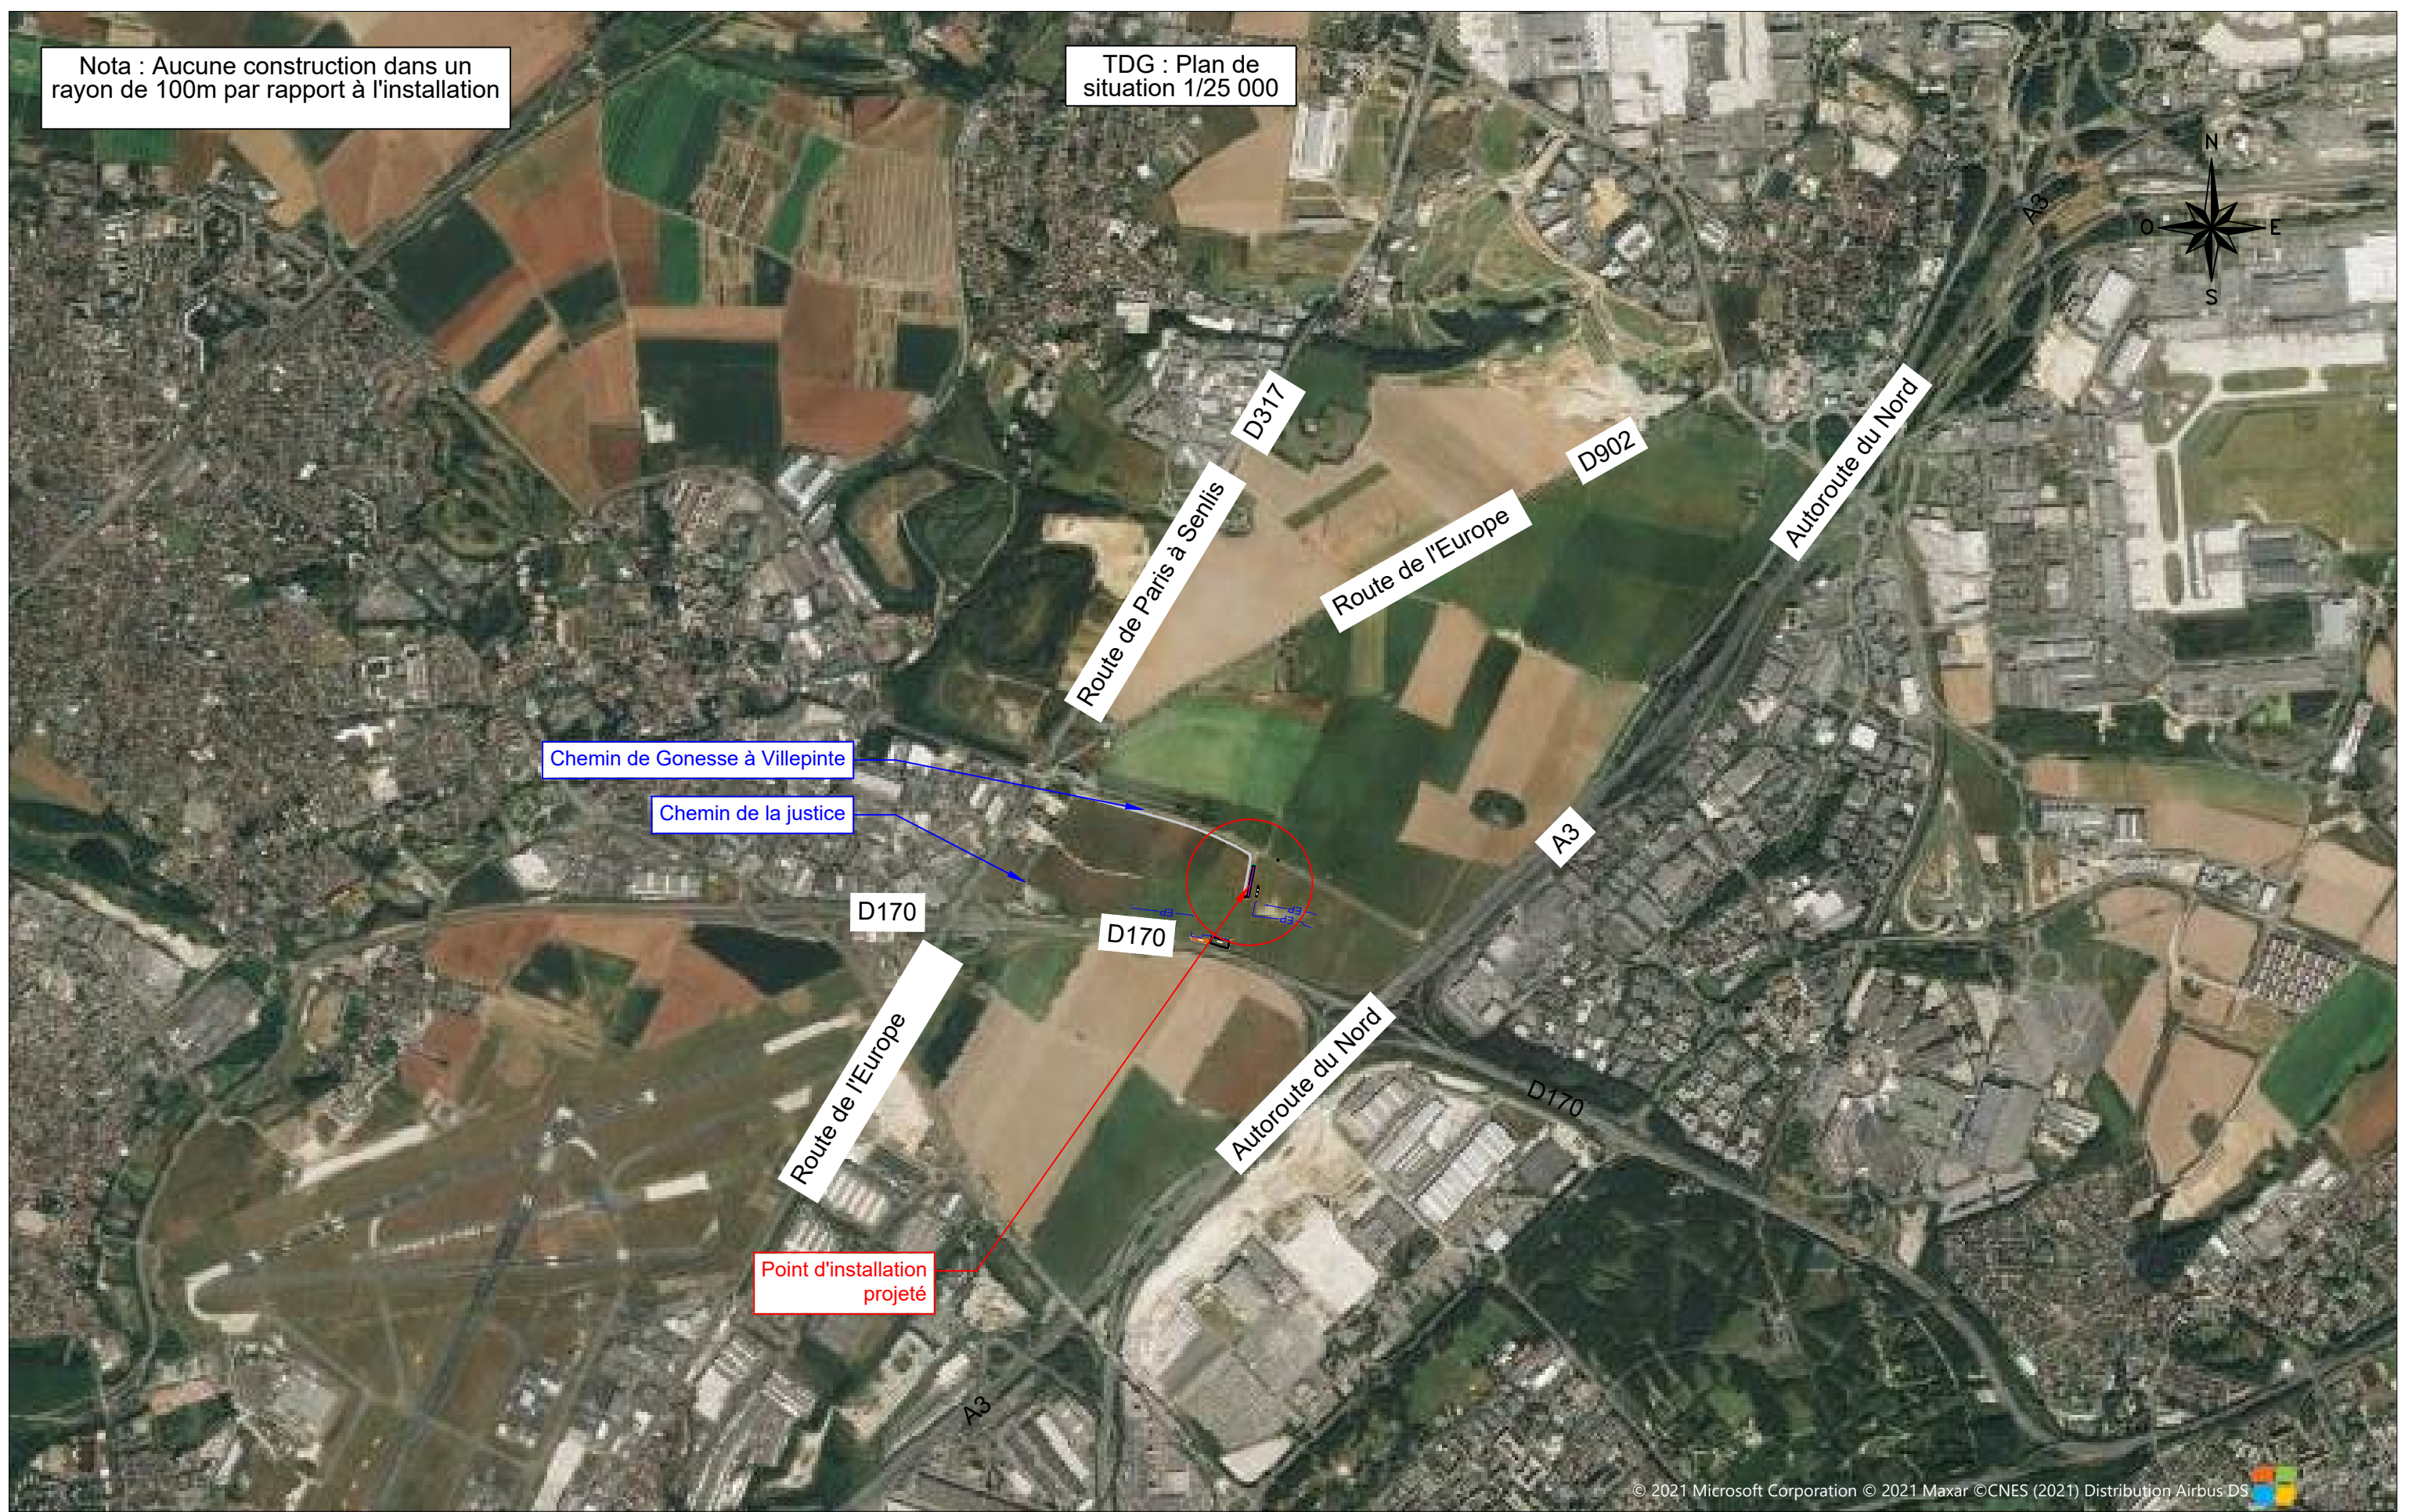 Nota : Aucune construction dans un
rayon de 100m par rapport à l'installation
TDG : Plan de
situation 1/25 000
N
A3
O
E
S
D317
Autoroute du Nord
D902
Route de Paris à Senlis
Route de l'Europe
Chemin de Gonesse à Villepinte
Chemin de la justice
A3
D170
EP
EP
EP
D170
Route de l'Europe
Autoroute du Nord
D170
Point d'installation
projeté
A3
© 2021 Microsoft Corporation © 2021 Maxar ©CNES (2021) Distribution Airbus DS